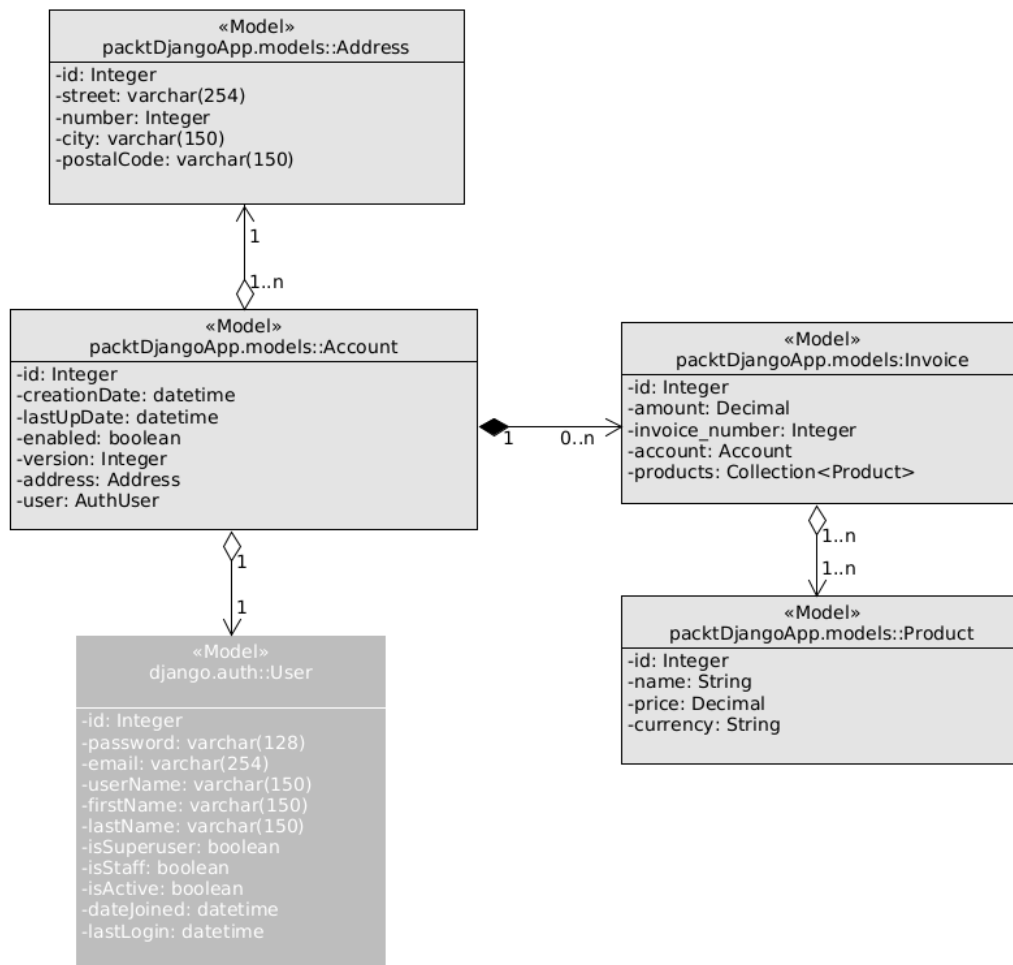 «Model»
packtDjangoApp.models::Address
-id: Integer
-street: varchar(254)
-number: Integer
-city: varchar(150)
-postalCode: varchar(150)
1
1..n
«Model»
packtDjangoApp.models::Account
-id: Integer
-creationDate: datetime
-lastUpDate: datetime
-enabled: boolean
-version: Integer
-address: Address
-user: AuthUser
1
0..n
«Model»
packtDjangoApp.models:Invoice
-id: Integer
-amount: Decimal
-invoice_number: Integer
-account: Account
-products: Collection<Product>
1..n
1..n
«Model»
packtDjangoApp.models::Product
-id: Integer
-name: String
-price: Decimal
-currency: String
1
1
«Model»
django.auth::User
-id: Integer
-password: varchar(128)
-email: varchar(254)
-userName: varchar(150)
-firstName: varchar(150)
-lastName: varchar(150)
-isSuperuser: boolean
-isStaff: boolean
-isActive: boolean
-dateJoined: datetime
-lastLogin: datetime